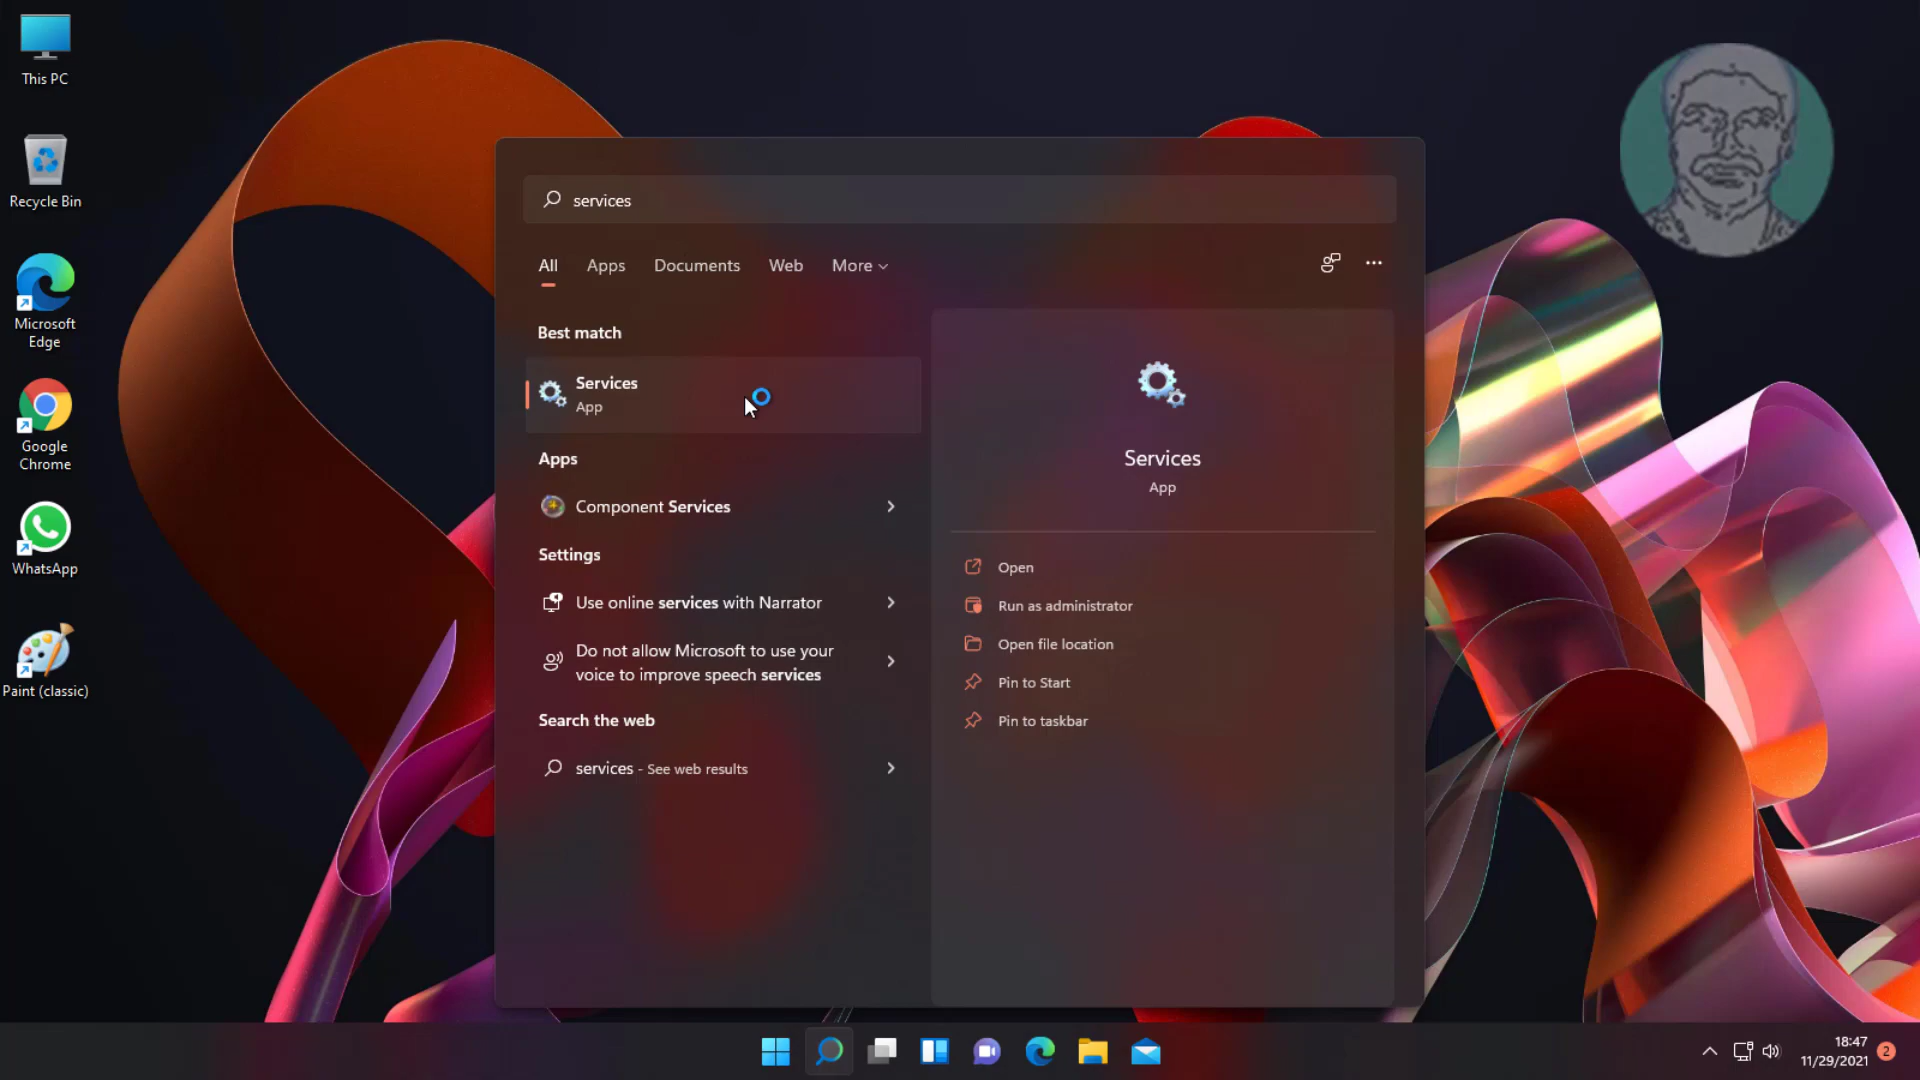 This PC
Recycle Bin
Microsoft
Edge
Google
Chrome
WhatsApp
Paint (classic)
services
All
Apps
Documents
Web
More
Best match
Services
App
Apps
Component Services
Settings
Use online services with Narrator
Do not allow Microsoft to use your
voice to improve speech services
Search the web
services - See web results
Services
App
Open
Run as administrator
Open file location
Pin to Start
Pin to taskbar
18:47
11/29/2021
2